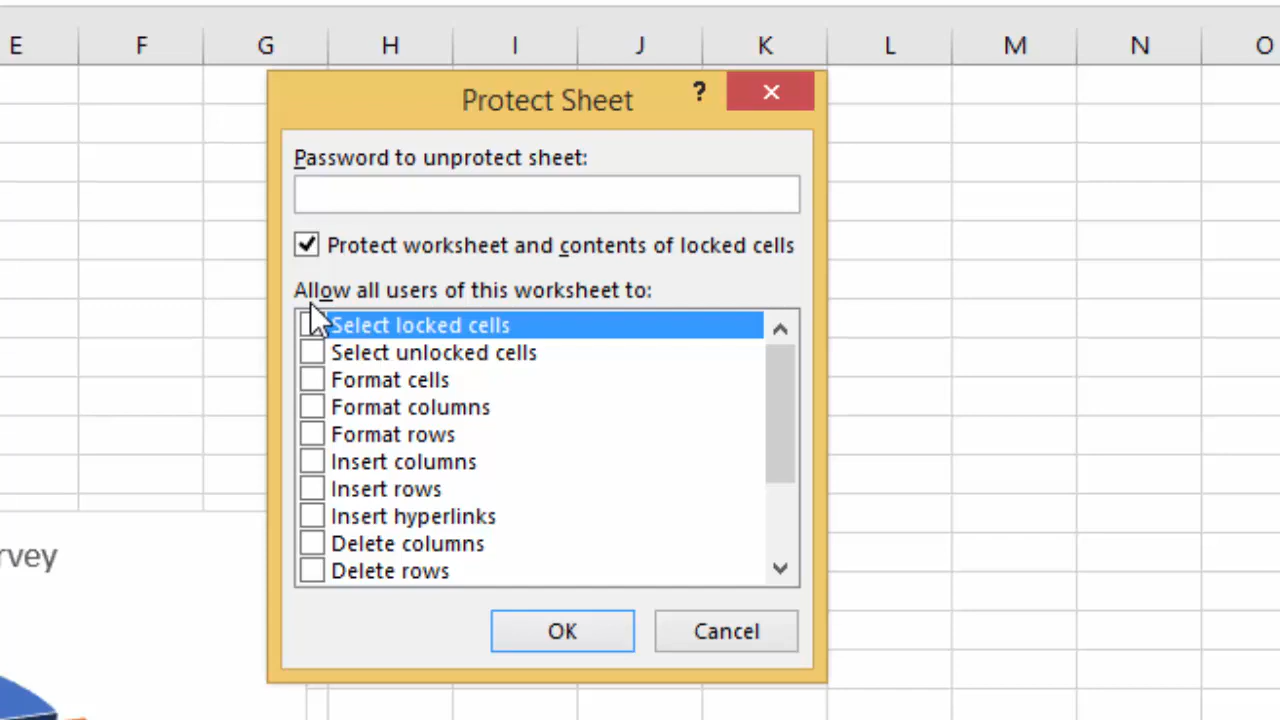 E F G H I J K L M N O
Protect Sheet ?
Password to unprotect sheet:
Protect worksheet and contents of locked cells
Allow all users of this worksheet to:
Select locked cells
Select unlocked cells
Format cells
Format columns
Format rows
Insert columns
Insert rows
Insert hyperlinks
Delete columns
Delete rows
OK Cancel
rvey